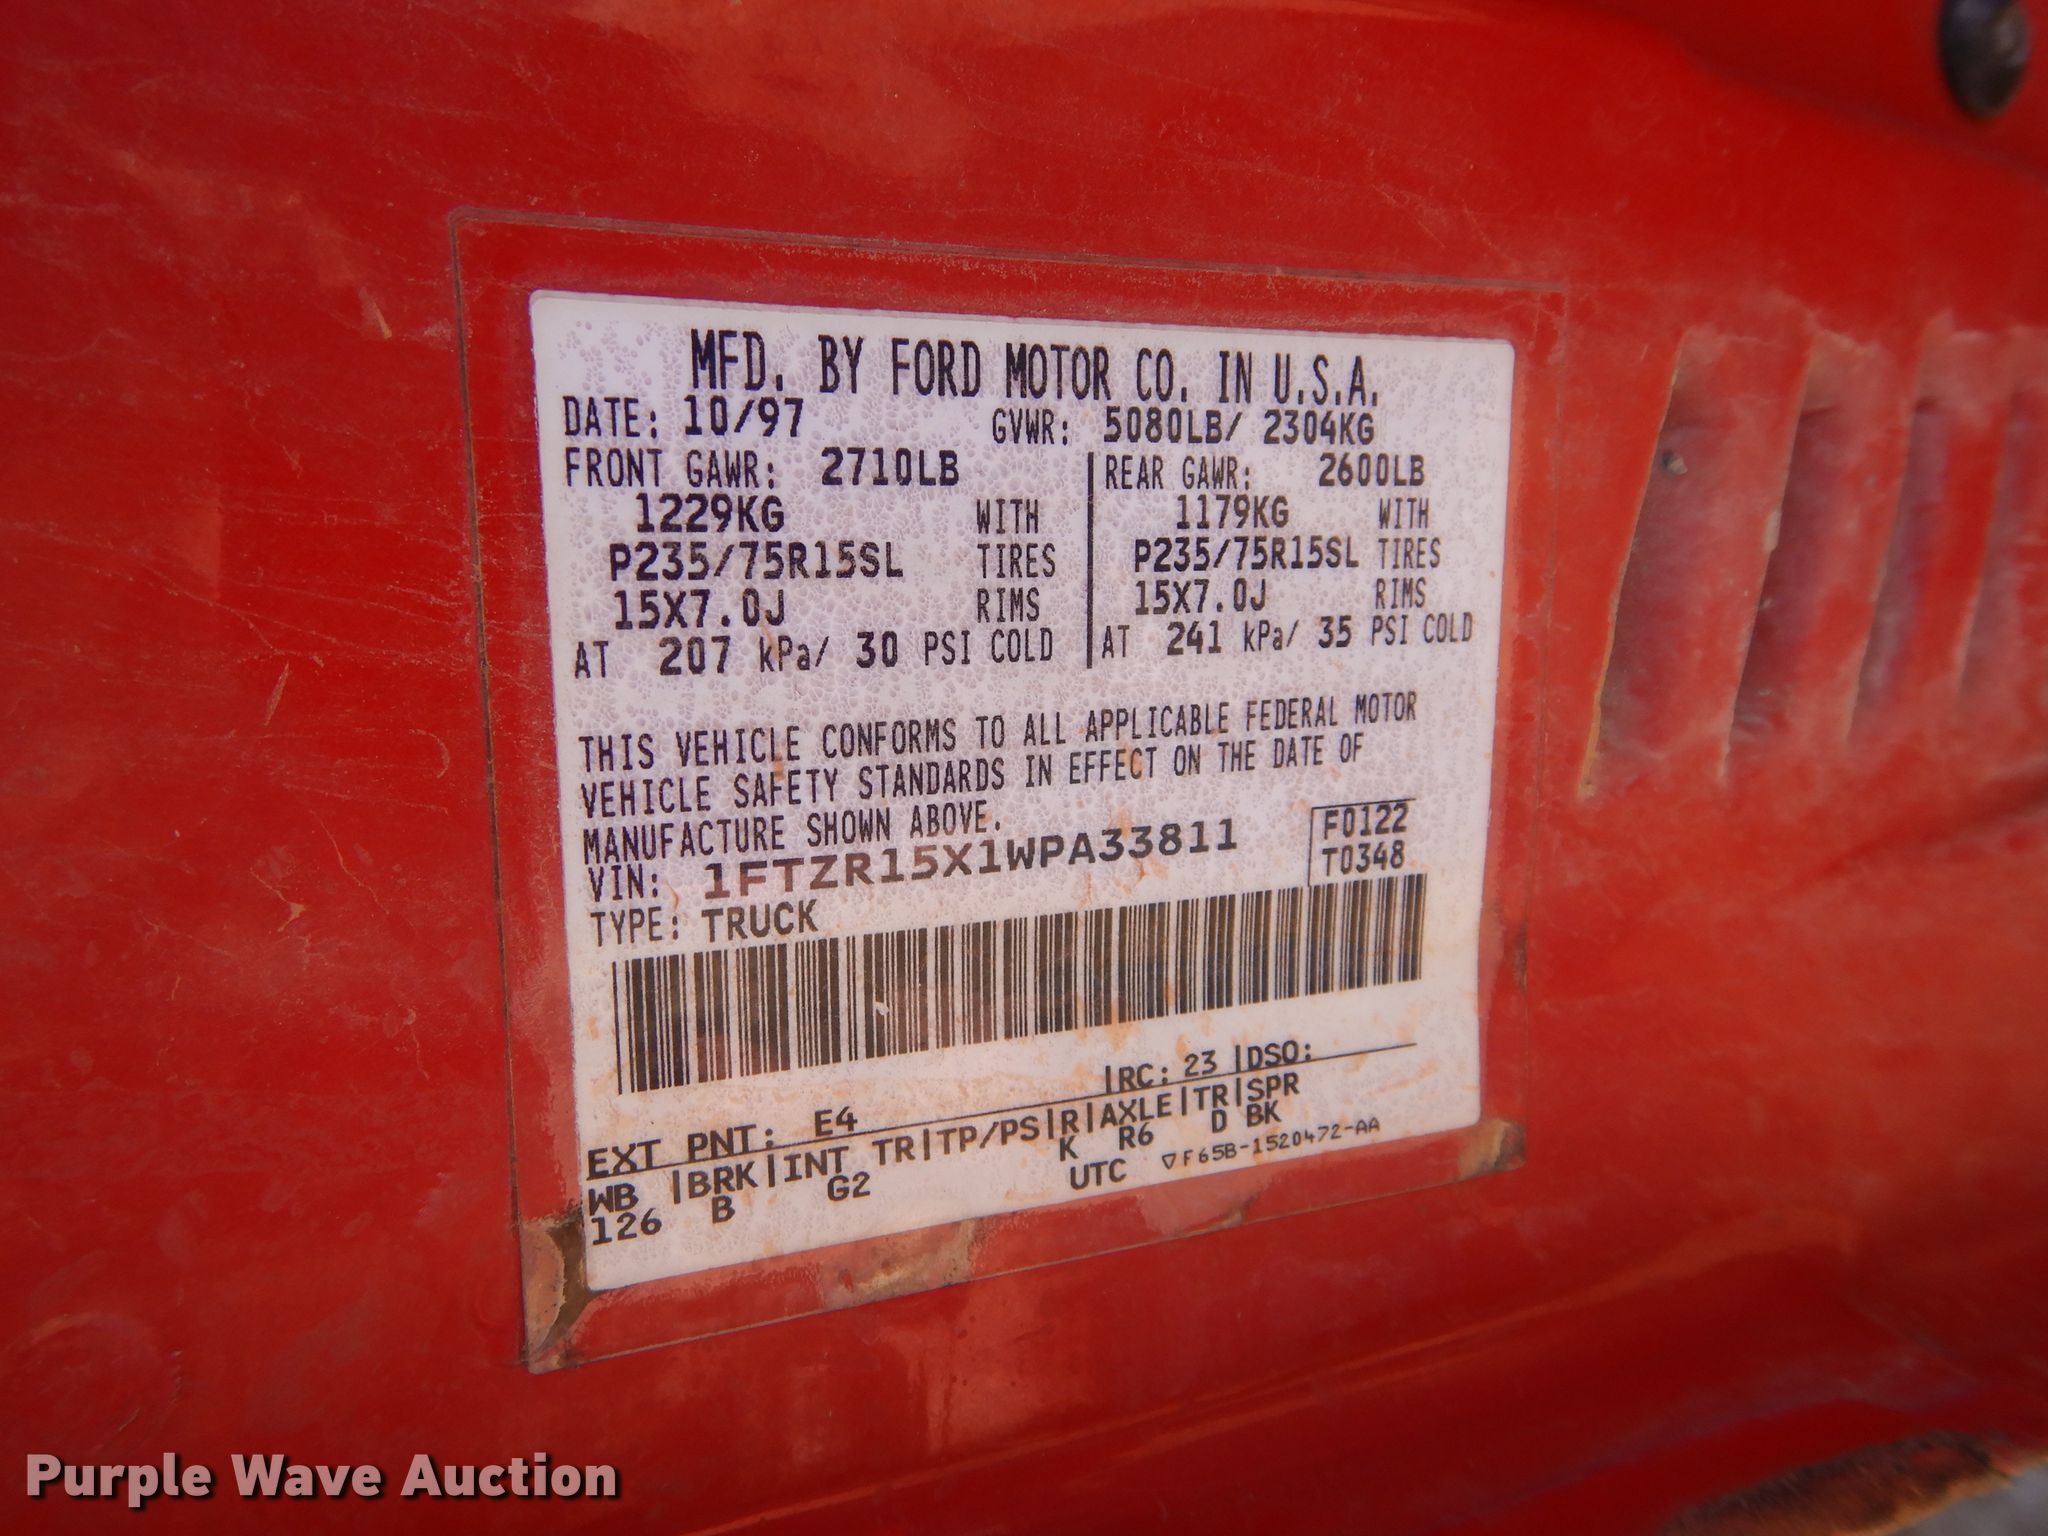 MFD. BY FORD MOTOR CO. IN U.S.A.
DATE: 10/97 GVWR: 5080LB/ 2304KG
FRONT GAWR: 2710LB REAR GAWR: 2600LB
1229KG WITH 1179KG WITH
P235/75R15SL TIRES P235/75R15SL TIRES
15X7.0J RIMS 15X7.0J RIMS
AT 207 kPa/ 30 PSI COLD AT 241 kPa/ 35 PSI COLD
THIS VEHICLE CONFORMS TO ALL APPLICABLE FEDERAL MOTOR
VEHICLE SAFETY STANDARDS IN EFFECT ON THE DATE OF
MANUFACTURE SHOWN ABOVE.
VIN: 1FTZR15X1WPA33811 F0122
TYPE: TRUCK T0348
EXT PNT: E4 |RC: 23 |DSO:
WB |BRK|INT TR|TP/PS|R|AXLE|TR|SPR
126 B G2 K R6 D BK
UTC ▽F65B-1520472-AA
Purple Wave Auction